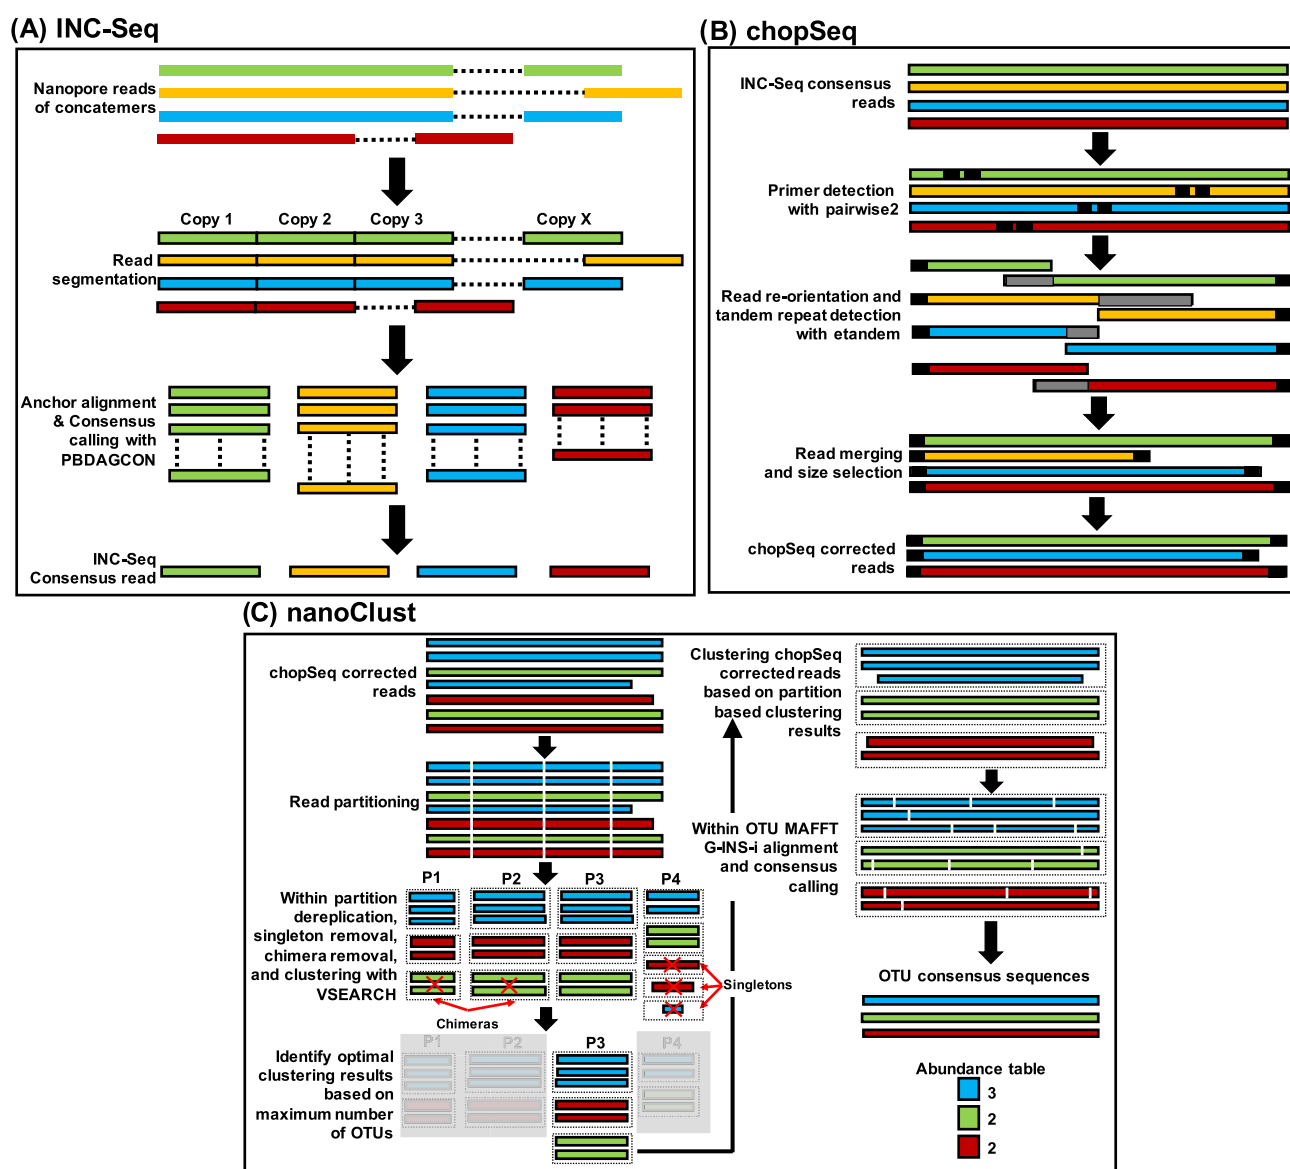 (A) INC-Seq
Nanopore reads
of concatemers
Copy 1 Copy 2 Copy 3 Copy X
Read
segmentation
Anchor alignment
& Consensus
calling with
PBDAGCON
INC-Seq
Consensus read
(B) chopSeq
INC-Seq consensus
reads
Primer detection
with pairwise2
Read re-orientation and
tandem repeat detection
with etandem
Read merging
and size selection
chopSeq corrected
reads
(C) nanoClust
chopSeq corrected
reads
Read partitioning
P1 P2 P3 P4
Within partition
dereplication,
singleton removal,
chimera removal,
and clustering with
VSEARCH
Singletons
Chimeras
P1 P2 P3 P4
Identify optimal
clustering results
based on
maximum number
of OTUs
Clustering chopSeq
corrected reads
based on partition
based clustering
results
Within OTU MAFFT
G-INS-i alignment
and consensus
calling
OTU consensus sequences
Abundance table
3
2
2